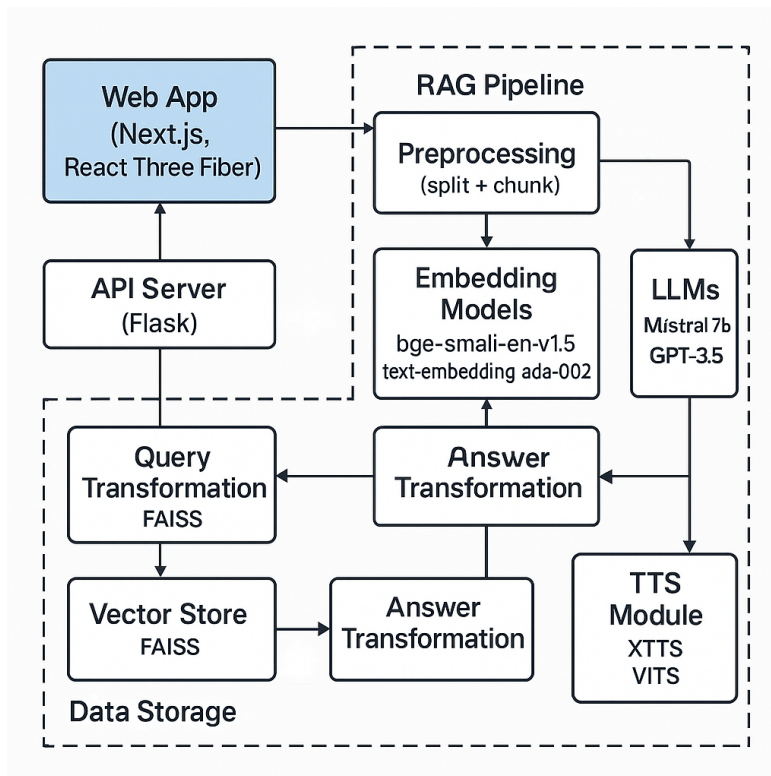 RAG Pipeline
Web App
(Next.js,
React Three Fiber)
Preprocessing
(split + chunk)
API Server
(Flask)
Embedding
Models
bge-smali-en-v1.5
text-embedding ada-002
LLMs
Mistral 7b
GPT-3.5
Query
Transformation
FAISS
Answer
Transformation
Vector Store
FAISS
Answer
Transformation
TTS
Module
XTTS
VITS
Data Storage